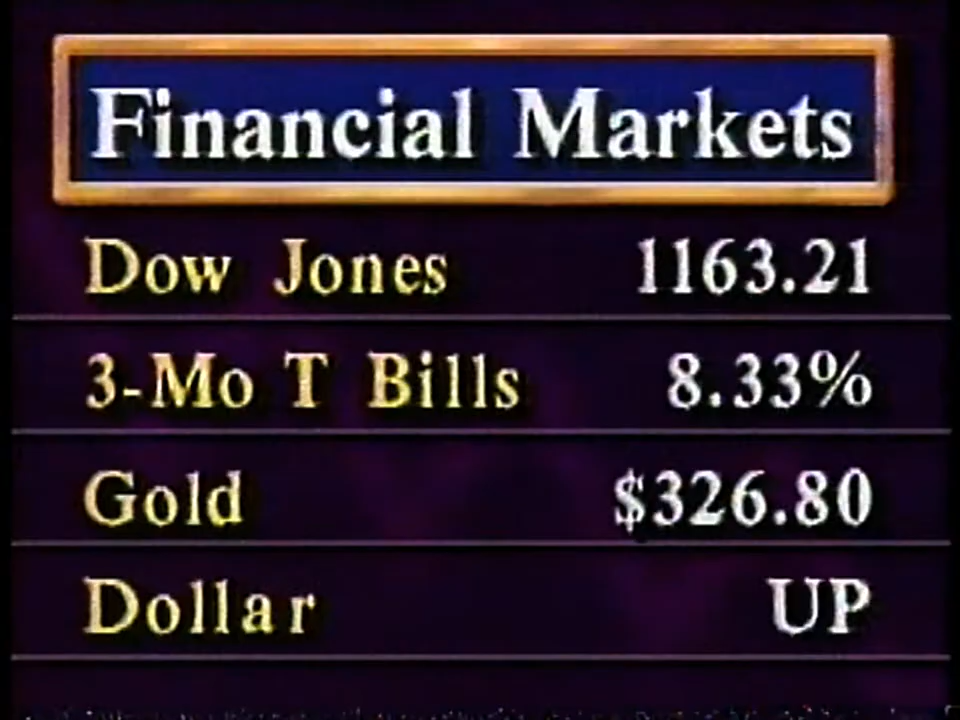 Financial Markets
Dow Jones 1163.21
3-Mo T Bills 8.33%
Gold $326.80
Dollar UP